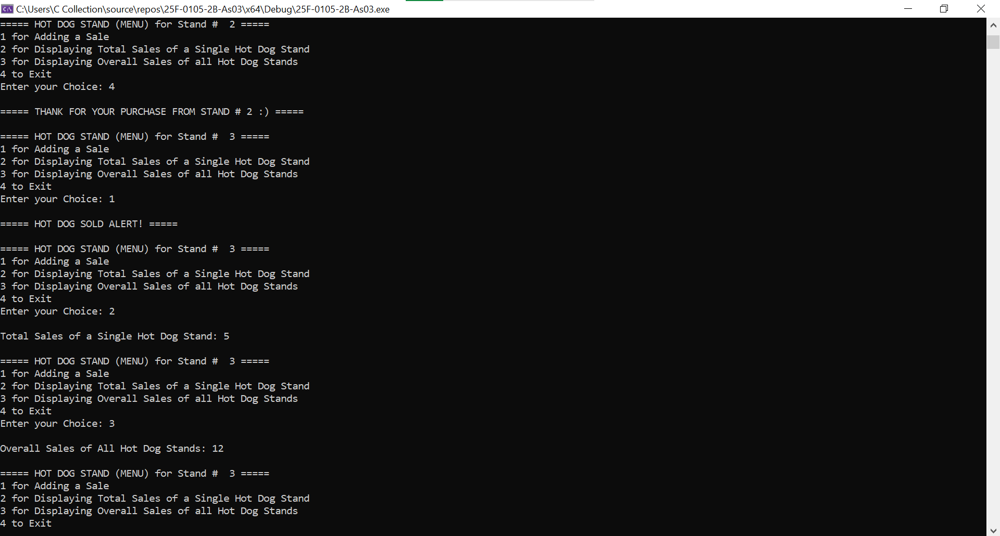 C:\Users\C Collection\source\repos\25F-0105-2B-As03\x64\Debug\25F-0105-2B-As03.exe
===== HOT DOG STAND (MENU) for Stand #  2 =====
1 for Adding a Sale
2 for Displaying Total Sales of a Single Hot Dog Stand
3 for Displaying Overall Sales of all Hot Dog Stands
4 to Exit
Enter your Choice: 4

===== THANK FOR YOUR PURCHASE FROM STAND # 2 :) =====

===== HOT DOG STAND (MENU) for Stand #  3 =====
1 for Adding a Sale
2 for Displaying Total Sales of a Single Hot Dog Stand
3 for Displaying Overall Sales of all Hot Dog Stands
4 to Exit
Enter your Choice: 1

===== HOT DOG SOLD ALERT! =====

===== HOT DOG STAND (MENU) for Stand #  3 =====
1 for Adding a Sale
2 for Displaying Total Sales of a Single Hot Dog Stand
3 for Displaying Overall Sales of all Hot Dog Stands
4 to Exit
Enter your Choice: 2

Total Sales of a Single Hot Dog Stand: 5

===== HOT DOG STAND (MENU) for Stand #  3 =====
1 for Adding a Sale
2 for Displaying Total Sales of a Single Hot Dog Stand
3 for Displaying Overall Sales of all Hot Dog Stands
4 to Exit
Enter your Choice: 3

Overall Sales of All Hot Dog Stands: 12

===== HOT DOG STAND (MENU) for Stand #  3 =====
1 for Adding a Sale
2 for Displaying Total Sales of a Single Hot Dog Stand
3 for Displaying Overall Sales of all Hot Dog Stands
4 to Exit